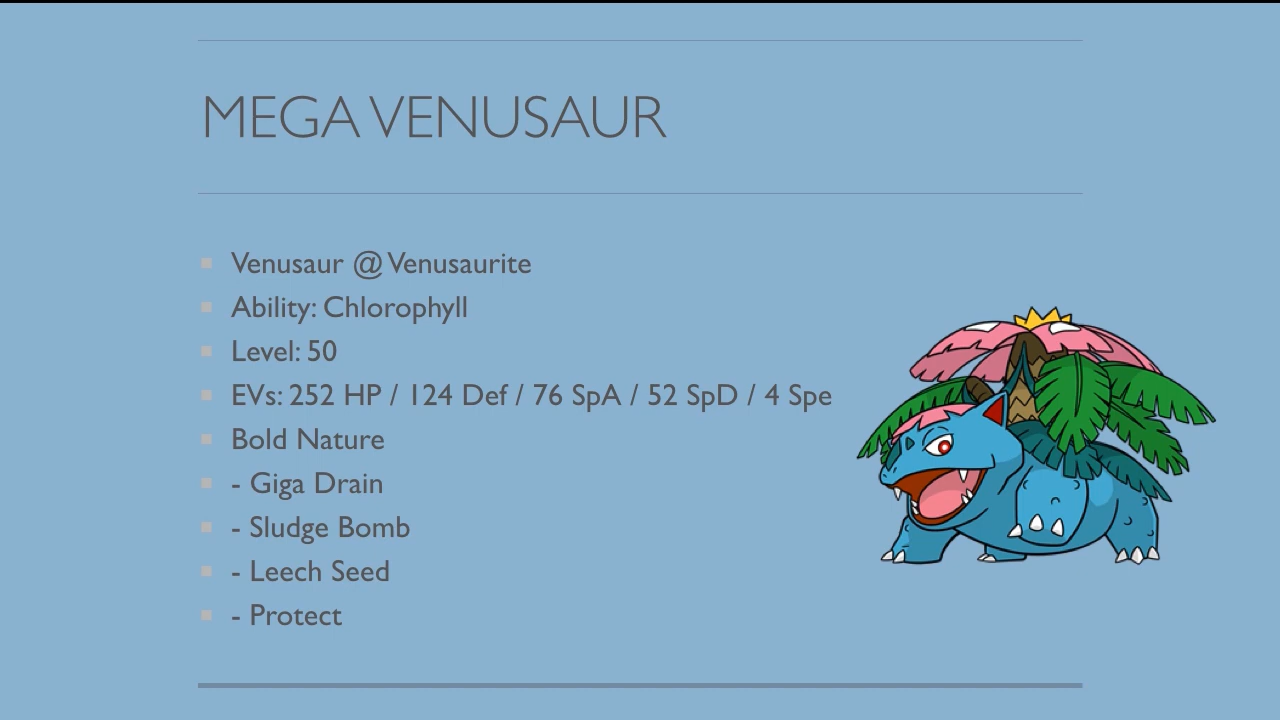 MEGA VENUSAUR
Venusaur @ Venusaurite
Ability: Chlorophyll
Level: 50
EVs: 252 HP / 124 Def / 76 SpA / 52 SpD / 4 Spe
Bold Nature
- Giga Drain
- Sludge Bomb
- Leech Seed
- Protect